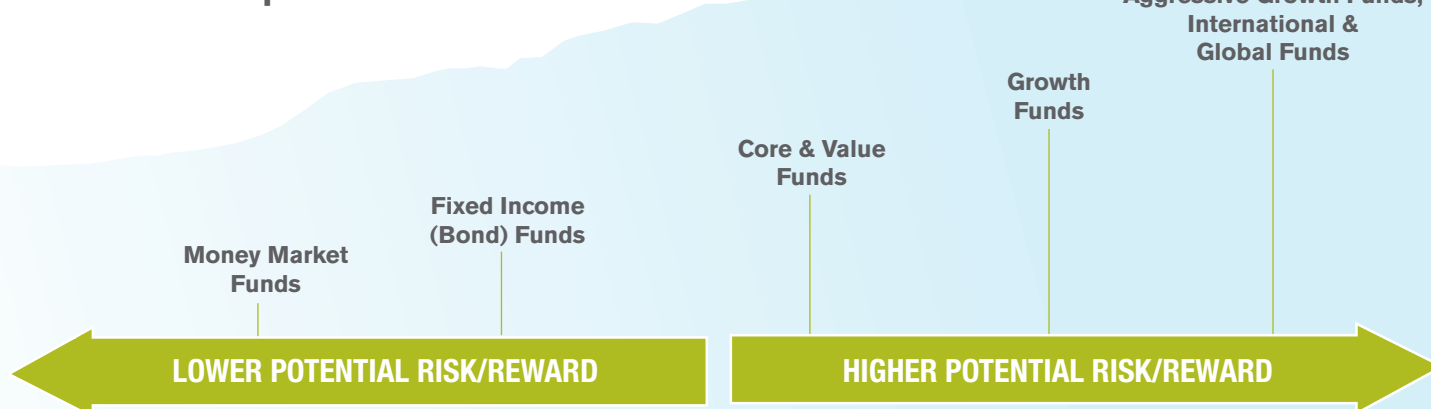 Aggressive Growth Funds,
International &
Global Funds
Growth
Funds
Core & Value
Funds
Fixed Income
(Bond) Funds
Money Market
Funds
LOWER POTENTIAL RISK/REWARD
HIGHER POTENTIAL RISK/REWARD